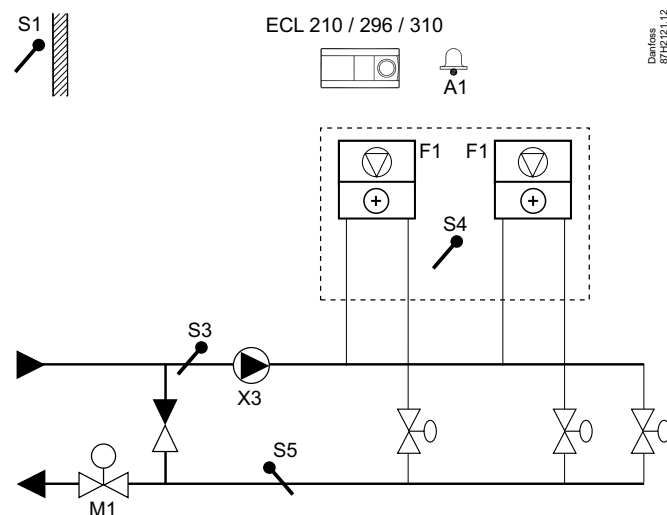 S1
ECL 210 / 296 / 310
A1
Danfoss
87H2121.12
F1
F1
S4
S3
X3
S5
M1